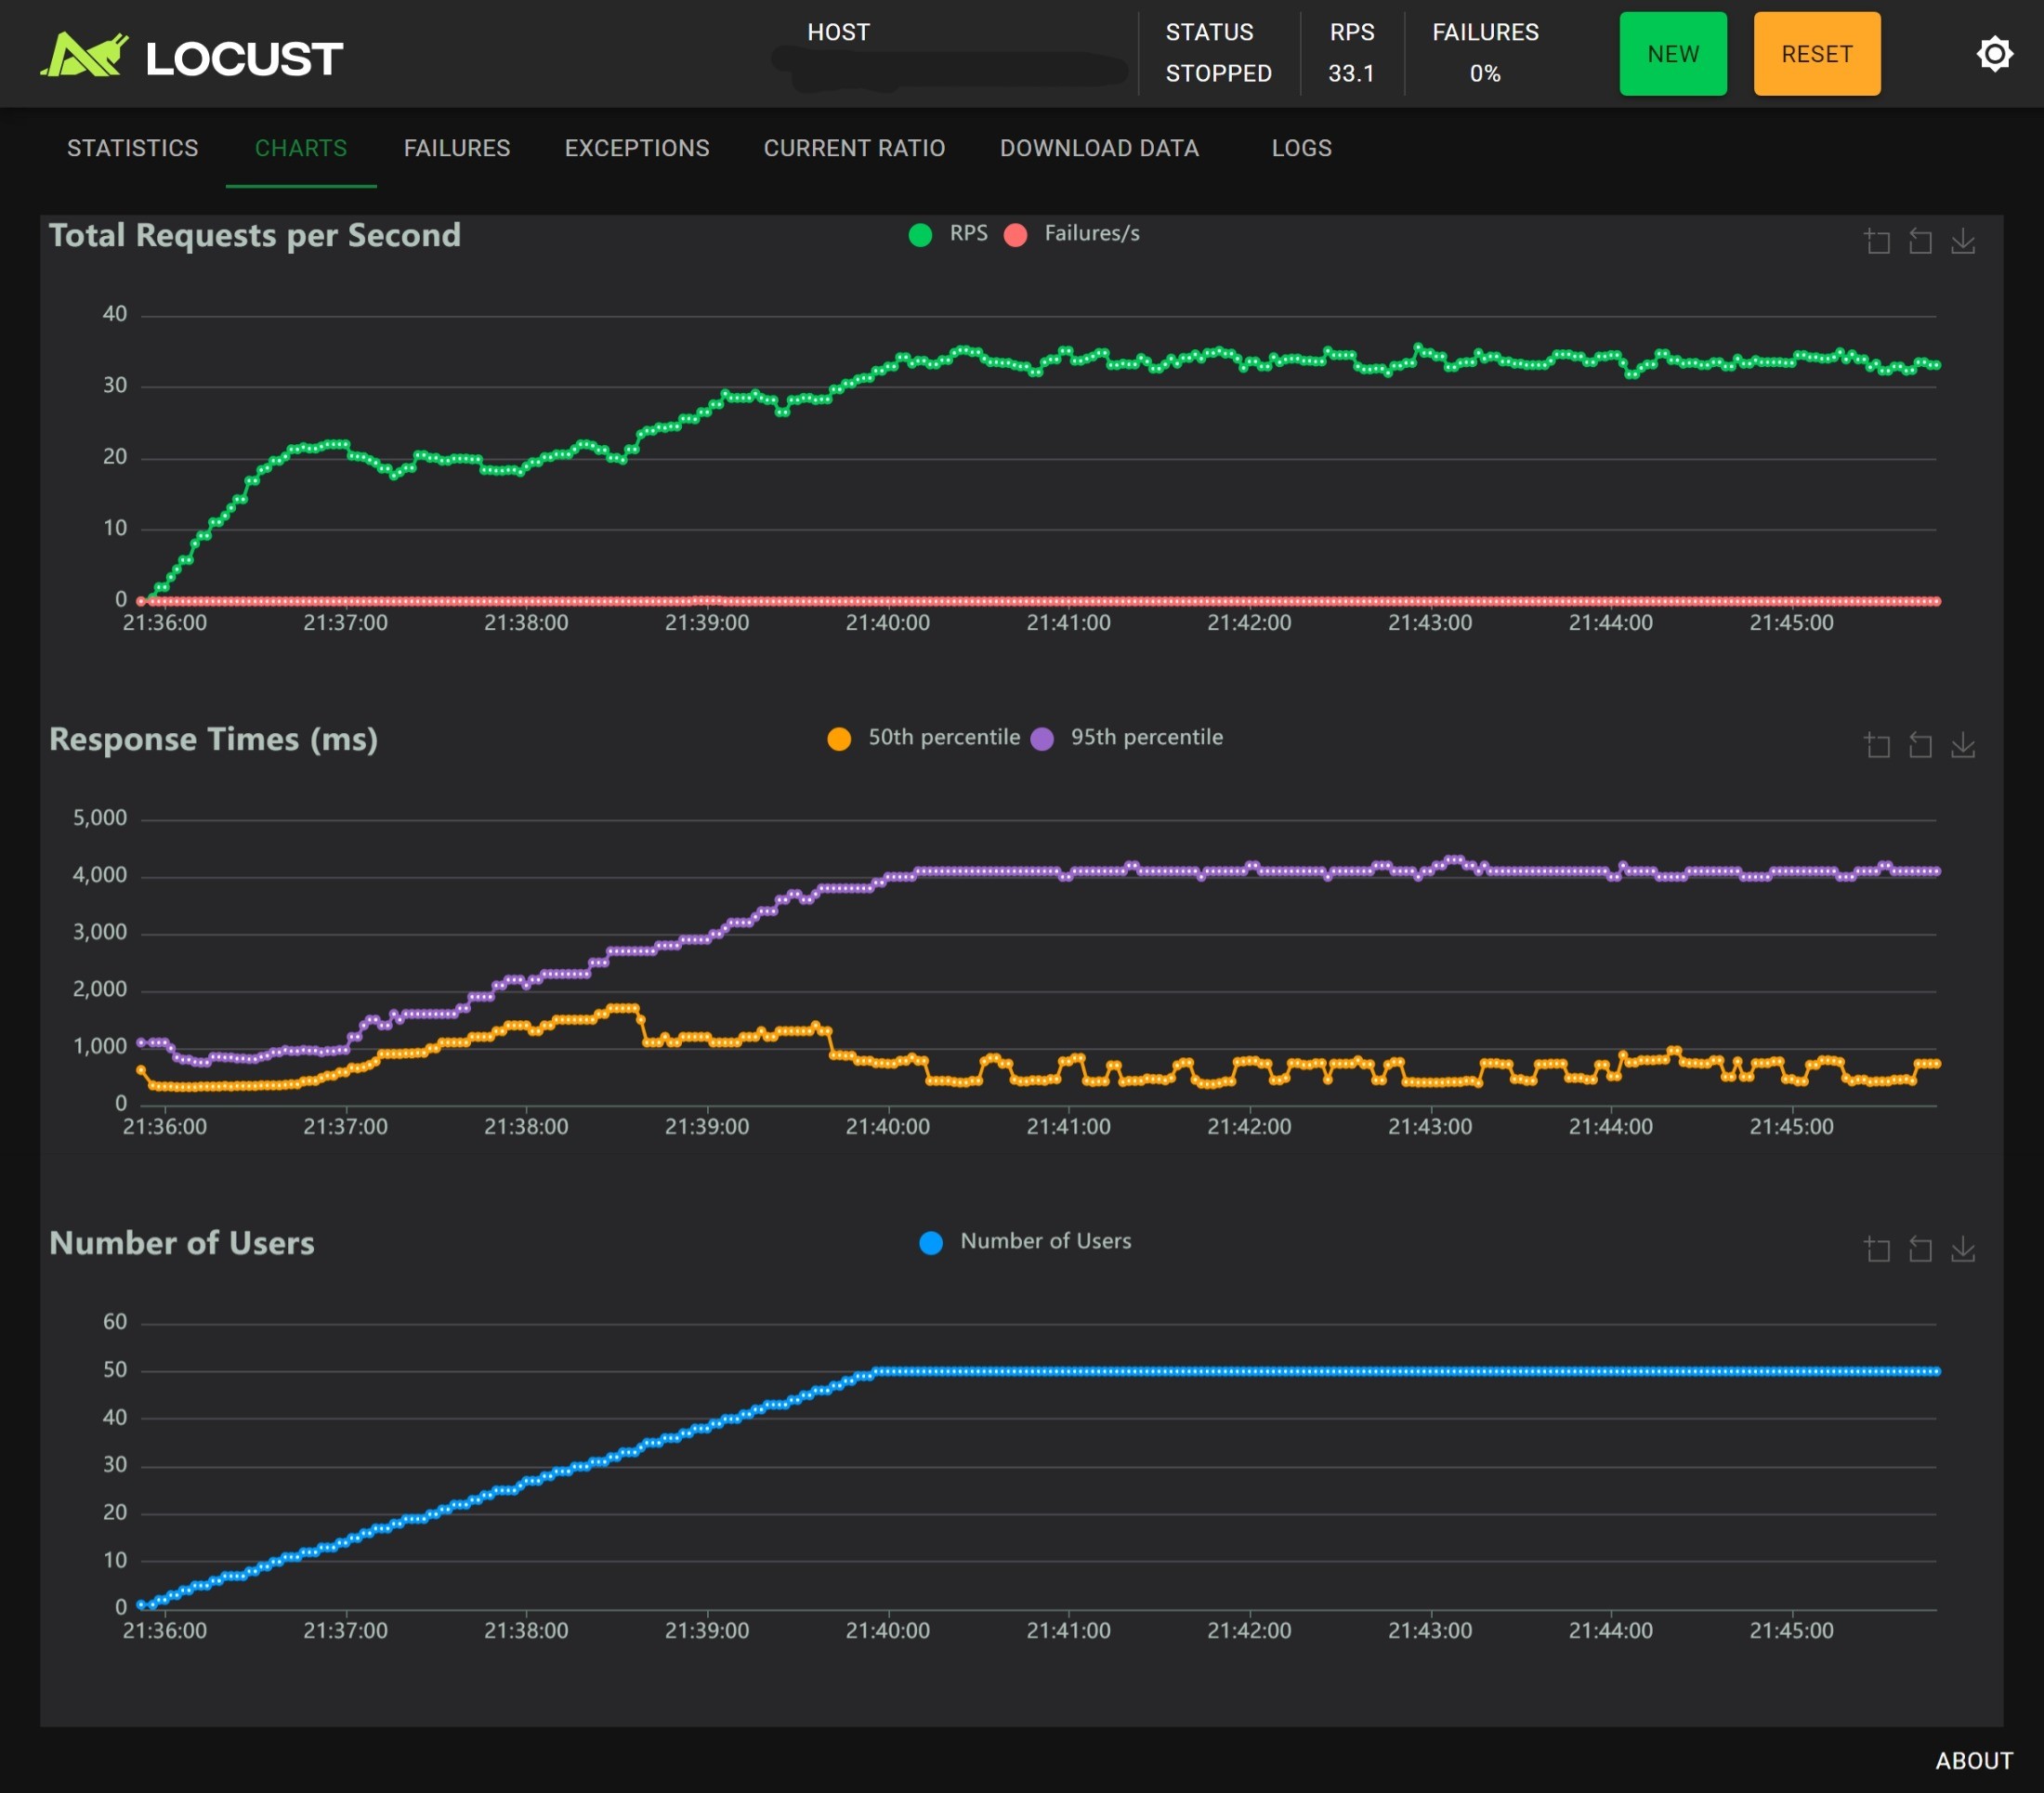 LOCUST
HOST
STATUS
STOPPED
RPS
33.1
FAILURES
0%
NEW
RESET
STATISTICS CHARTS FAILURES EXCEPTIONS CURRENT RATIO DOWNLOAD DATA LOGS
Total Requests per Second
RPS Failures/s
40
30
20
10
0
21:36:00 21:37:00 21:38:00 21:39:00 21:40:00 21:41:00 21:42:00 21:43:00 21:44:00 21:45:00
Response Times (ms)
50th percentile 95th percentile
5,000
4,000
3,000
2,000
1,000
0
21:36:00 21:37:00 21:38:00 21:39:00 21:40:00 21:41:00 21:42:00 21:43:00 21:44:00 21:45:00
Number of Users
Number of Users
60
50
40
30
20
10
0
21:36:00 21:37:00 21:38:00 21:39:00 21:40:00 21:41:00 21:42:00 21:43:00 21:44:00 21:45:00
ABOUT